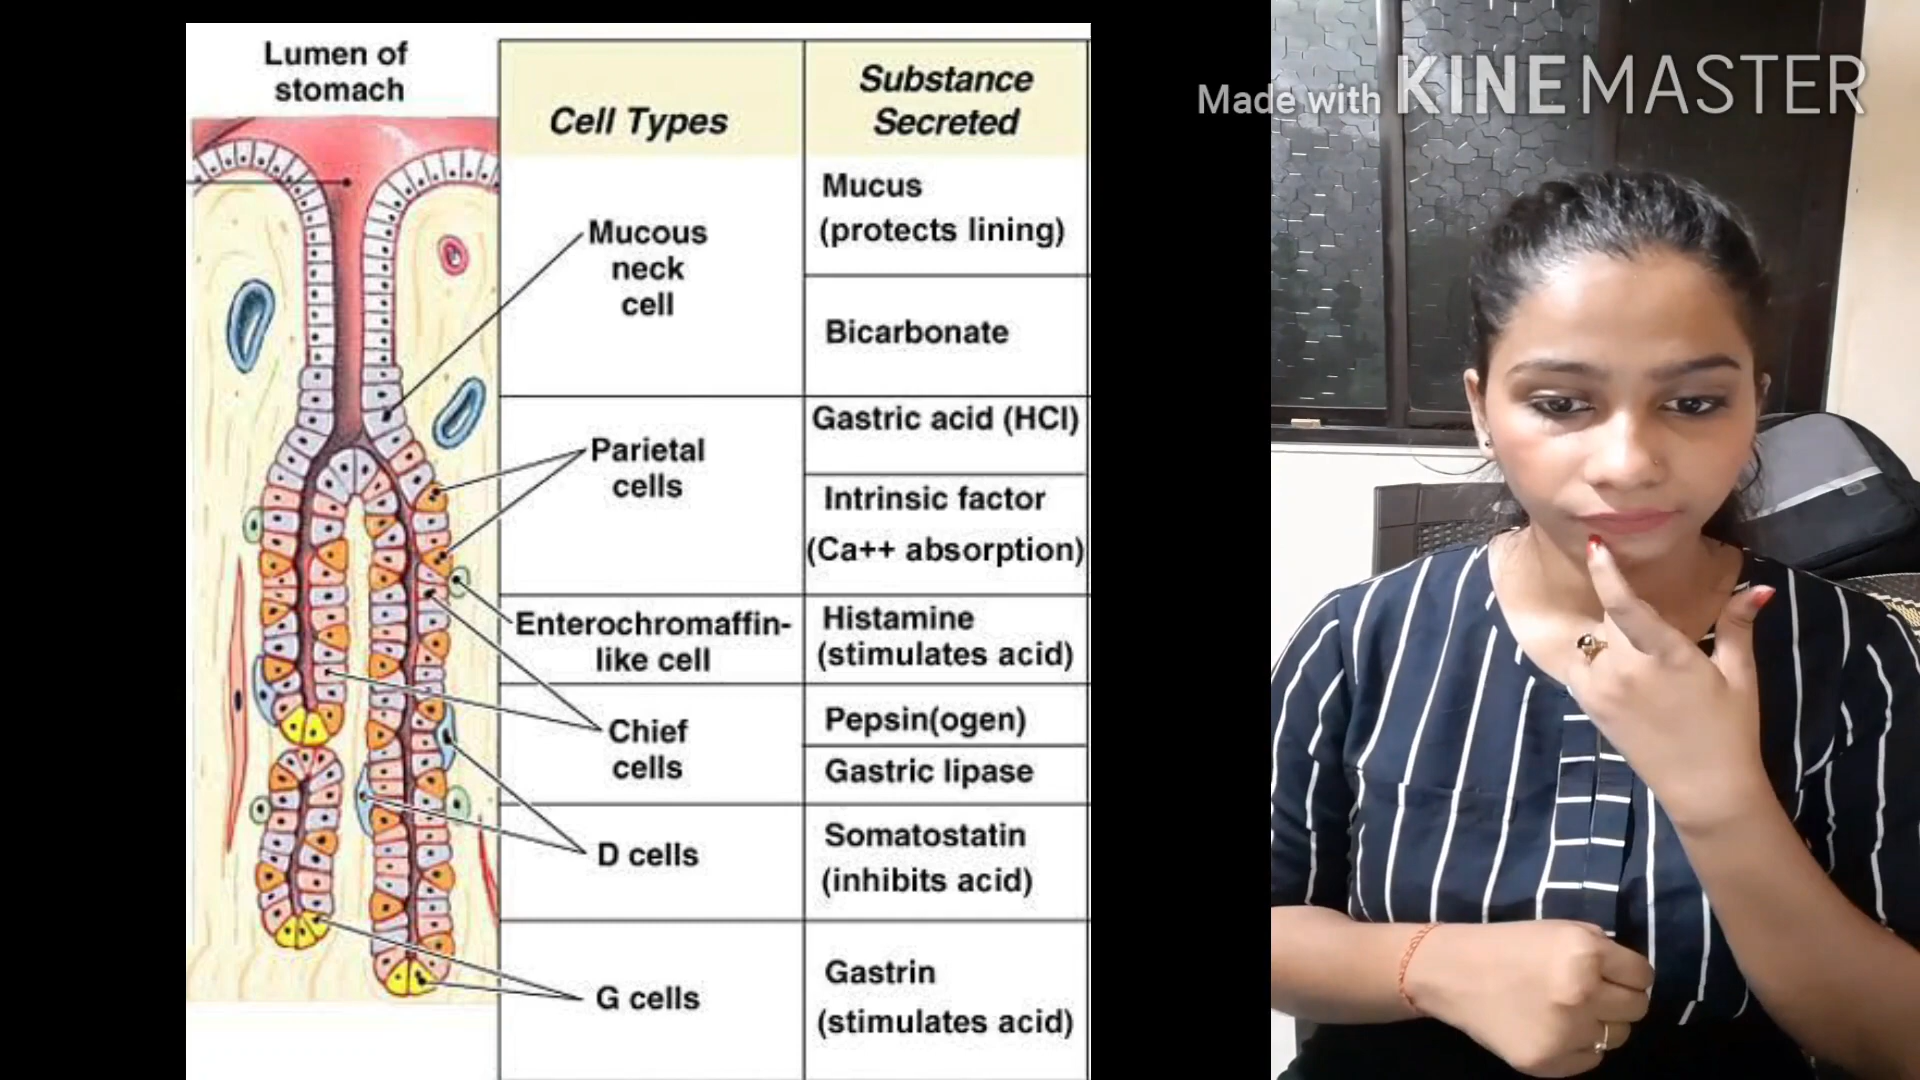 Lumen of
stomach
Cell Types
Substance
Secreted
Mucous
neck
cell
Mucus
(protects lining)
Bicarbonate
Parietal
cells
Gastric acid (HCl)
Intrinsic factor
(Ca++ absorption)
Enterochromaffin-
like cell
Histamine
(stimulates acid)
Chief
cells
Pepsin(ogen)
Gastric lipase
D cells
Somatostatin
(inhibits acid)
G cells
Gastrin
(stimulates acid)
Made with KINEMASTER